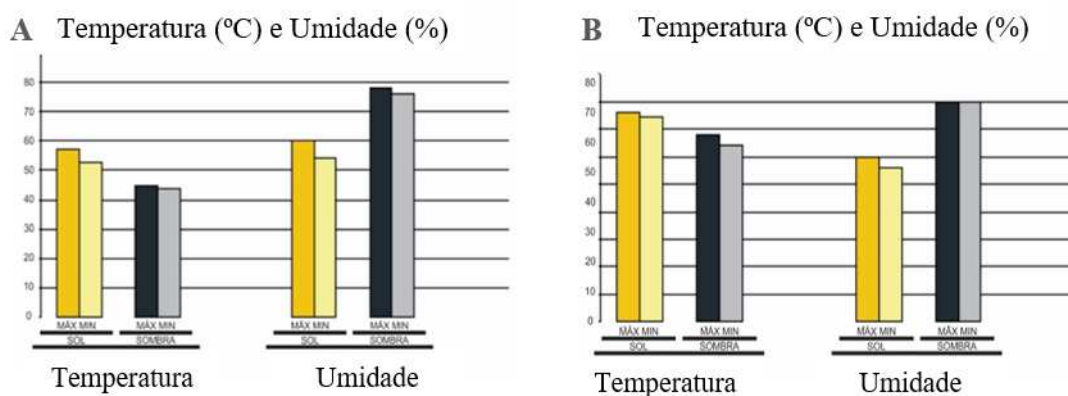 A Temperatura (ºC) e Umidade (%)
80
70
60
50
40
30
20
10
0
MÁX MIN
SOL
MÁX MIN
SOMBRA
MÁX MIN
SOL
MÁX MIN
SOMBRA
Temperatura
Umidade
B Temperatura (ºC) e Umidade (%)
80
70
60
50
40
30
20
10
0
MÁX MIN
SOL
MÁX MIN
SOMBRA
MÁX MIN
SOL
MÁX MIN
SOMBRA
Temperatura
Umidade